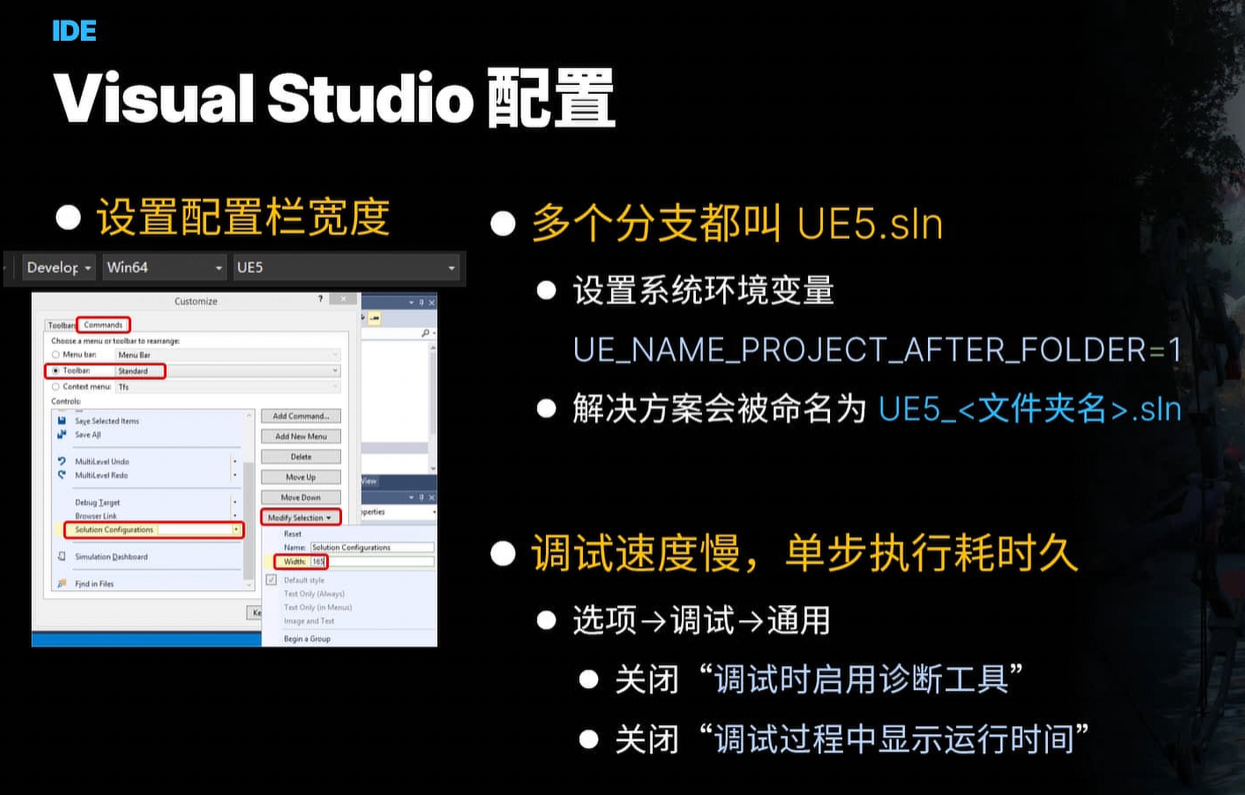 IDE
Visual Studio 配置
设置配置栏宽度
Develop
Win64
UE5
Customize
?
Toolbars
Commands
Choose a menu or toolbar to rearrange:
Menu bar:
Menu Bar
Toolbar:
Standard
Context menu:
Tfs
Controls:
Save Selected Items
Save All
MultiLevel Undo
MultiLevel Redo
Debug Target
Browser Link
Solution Configurations
Simulation Dashboard
Find in Files
Add Command...
Add New Menu
Delete
Move Up
Move Down
Modify Selection
Reset
Name: Solution Configurations
Width: 165
Default style
Text Only (Always)
Text Only (in Menus)
Image and Text
Begin a Group
Ke
View
operties
多个分支都叫 UE5.sln
设置系统环境变量
UE_NAME_PROJECT_AFTER_FOLDER=1
解决方案会被命名为 UE5_<文件夹名>.sln
调试速度慢，单步执行耗时久
选项→调试→通用
关闭“调试时启用诊断工具”
关闭“调试过程中显示运行时间”